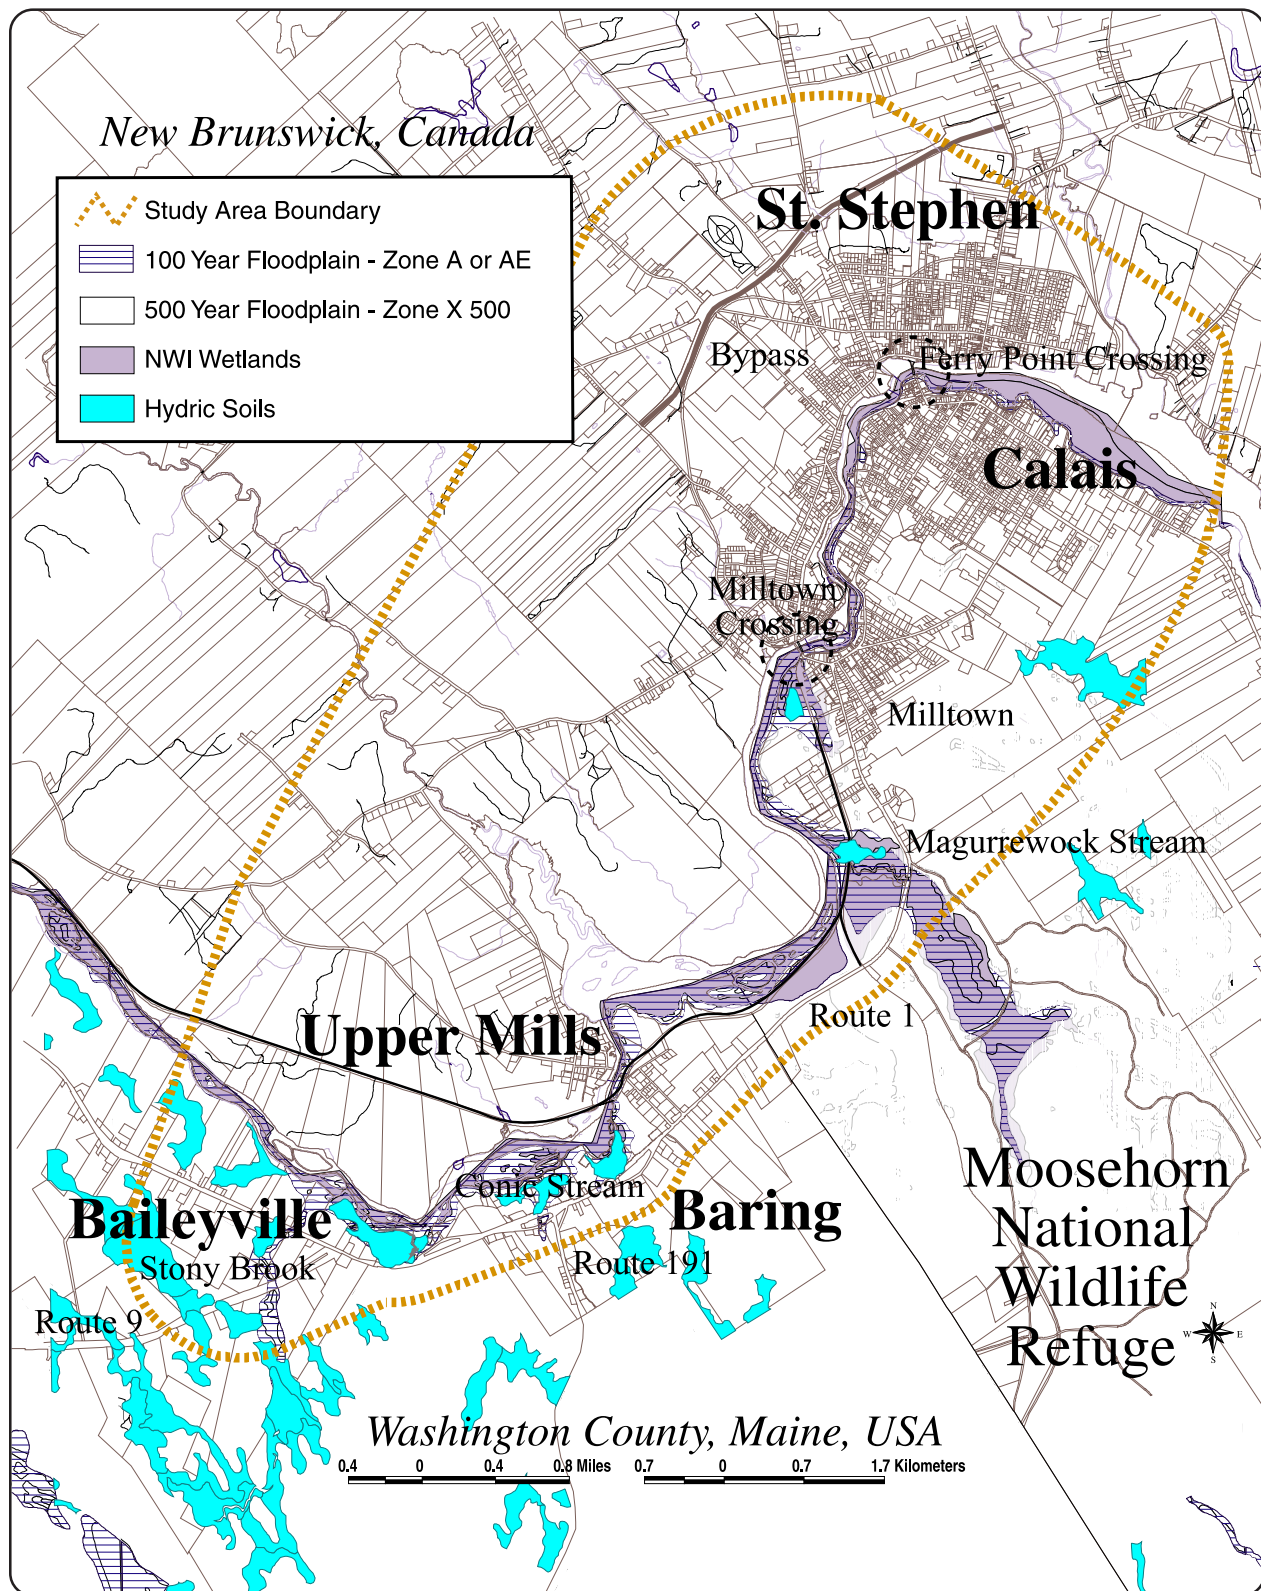 New Brunswick, Canada
Study Area Boundary
100 Year Floodplain - Zone A or AE
500 Year Floodplain - Zone X 500
NWI Wetlands
Hydric Soils
St. Stephen
Bypass
Ferry Point Crossing
Calais
Milltown
Crossing
Milltown
Magurrewock Stream
Route 1
Upper Mills
Moosehorn
National
Wildlife
Refuge
Conic Stream
Baring
Baileyville
Stony Brook
Route 191
Route 9
N
W E
S
Washington County, Maine, USA
0.4 0 0.4 0.8 Miles
0.7 0 0.7 1.7 Kilometers